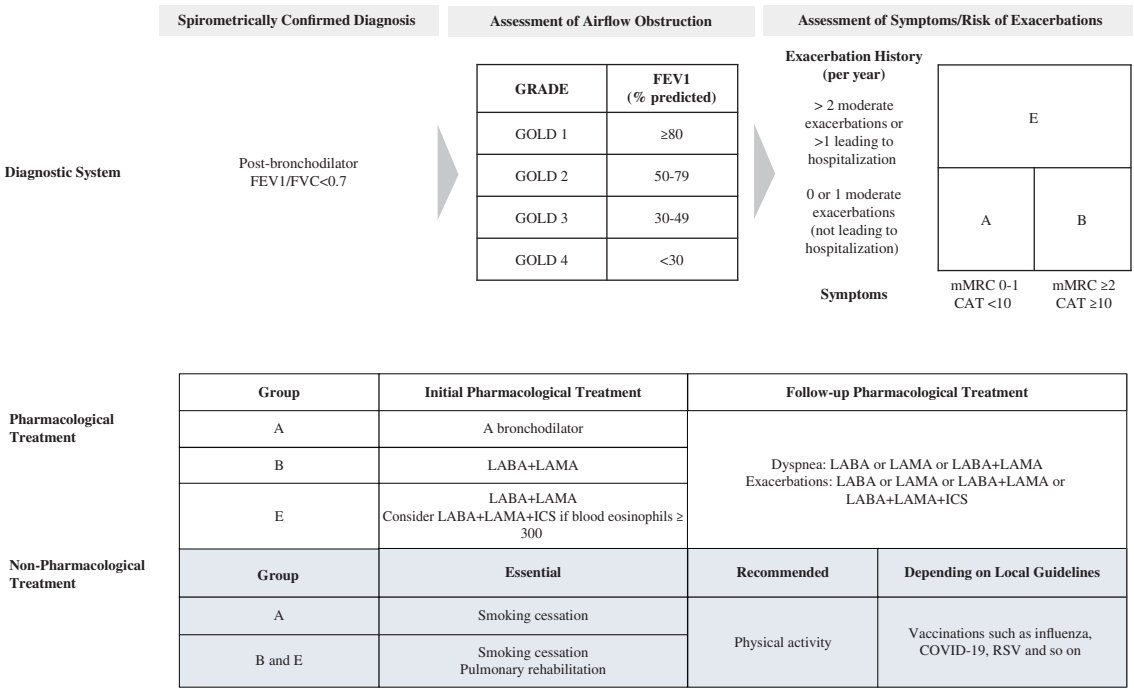 Spirometrically Confirmed Diagnosis
Assessment of Airflow Obstruction
Assessment of Symptoms/Risk of Exacerbations
Diagnostic System
Post-bronchodilator
FEV1/FVC<0.7
GRADE
FEV1
(% predicted)
GOLD 1
≥80
GOLD 2
50-79
GOLD 3
30-49
GOLD 4
<30
Exacerbation History
(per year)
> 2 moderate
exacerbations or
>1 leading to
hospitalization
0 or 1 moderate
exacerbations
(not leading to
hospitalization)
Symptoms
E
A
B
mMRC 0-1
CAT <10
mMRC ≥2
CAT ≥10
Pharmacological
Treatment
Group
Initial Pharmacological Treatment
Follow-up Pharmacological Treatment
A
A bronchodilator
B
LABA+LAMA
E
LABA+LAMA
Consider LABA+LAMA+ICS if blood eosinophils ≥
300
Dyspnea: LABA or LAMA or LABA+LAMA
Exacerbations: LABA or LAMA or LABA+LAMA or
LABA+LAMA+ICS
Non-Pharmacological
Treatment
Group
Essential
Recommended
Depending on Local Guidelines
A
Smoking cessation
B and E
Smoking cessation
Pulmonary rehabilitation
Physical activity
Vaccinations such as influenza,
COVID-19, RSV and so on